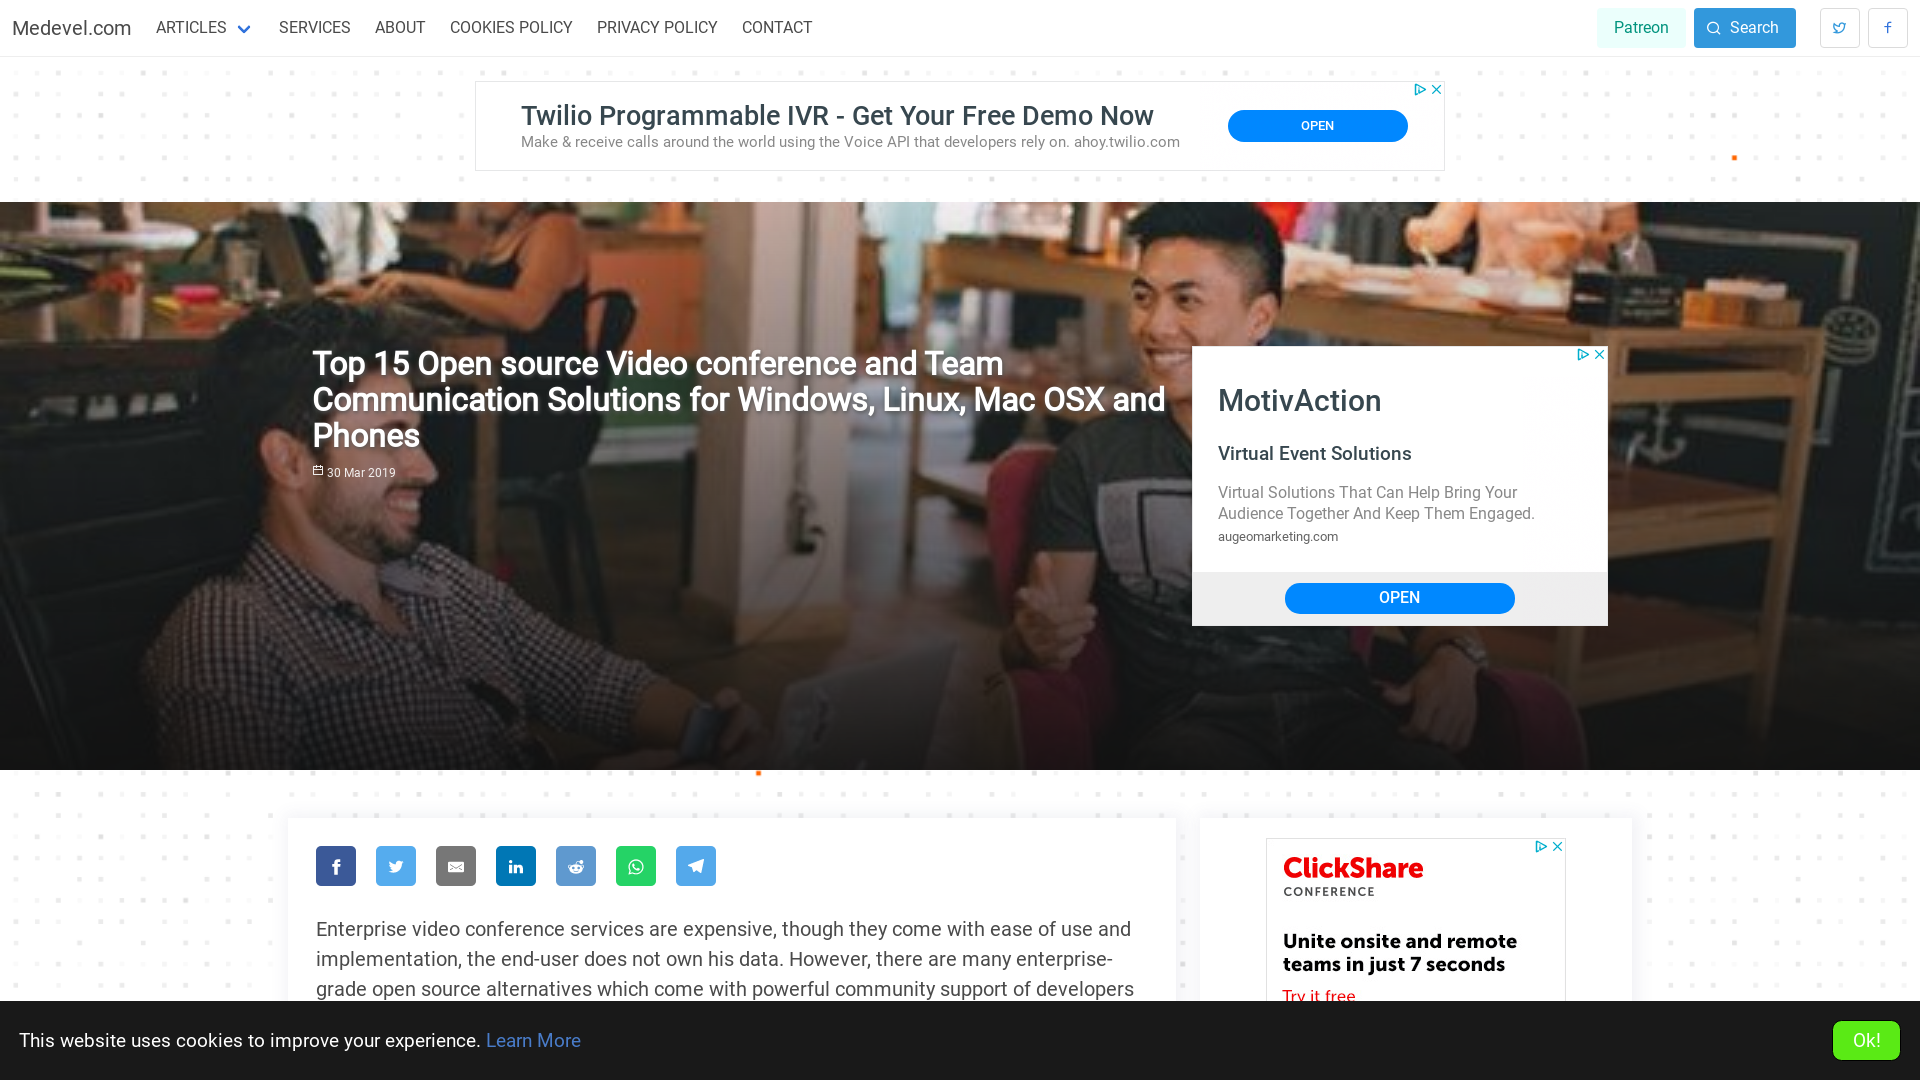 Medevel.com
ARTICLES
SERVICES
ABOUT
COOKIES POLICY
PRIVACY POLICY
CONTACT
Patreon
Search
Twilio Programmable IVR - Get Your Free Demo Now
Make & receive calls around the world using the Voice API that developers rely on. ahoy.twilio.com
OPEN
Top 15 Open source Video conference and Team
Communication Solutions for Windows, Linux, Mac OSX and
Phones
30 Mar 2019
MotivAction
Virtual Event Solutions
Virtual Solutions That Can Help Bring Your
Audience Together And Keep Them Engaged.
augeomarketing.com
OPEN
Enterprise video conference services are expensive, though they come with ease of use and
implementation, the end-user does not own his data. However, there are many enterprise-
grade open source alternatives which come with powerful community support of developers
ClickShare
CONFERENCE
Unite onsite and remote
teams in just 7 seconds
Try it free
This website uses cookies to improve your experience. Learn More
Ok!